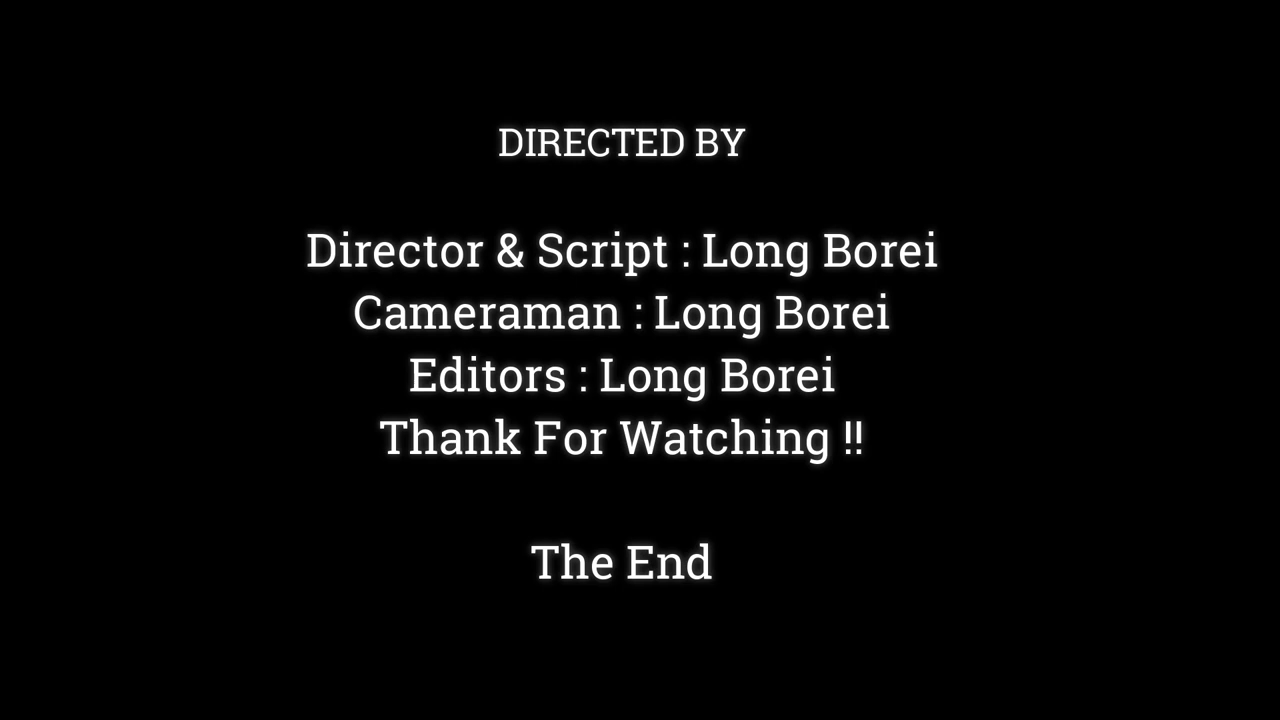 DIRECTED BY
Director & Script : Long Borei
Cameraman : Long Borei
Editors : Long Borei
Thank For Watching !!
The End